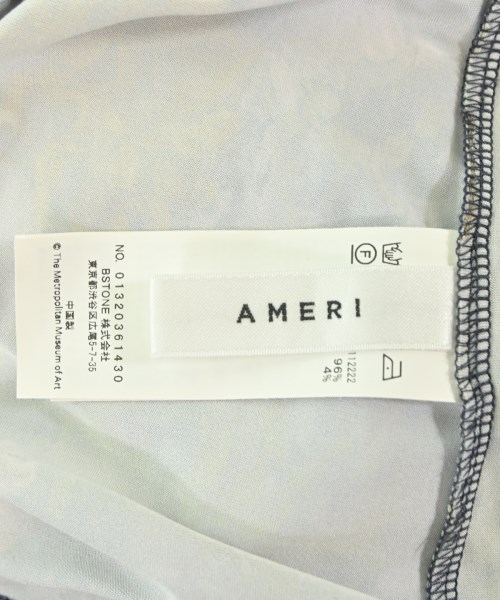 AMERI
112222
96%
4%
NO. 01320361430
BSTONE 株式会社
東京都渋谷区広尾5-7-35
中国製
© The Metropolitan Museum of Art
F